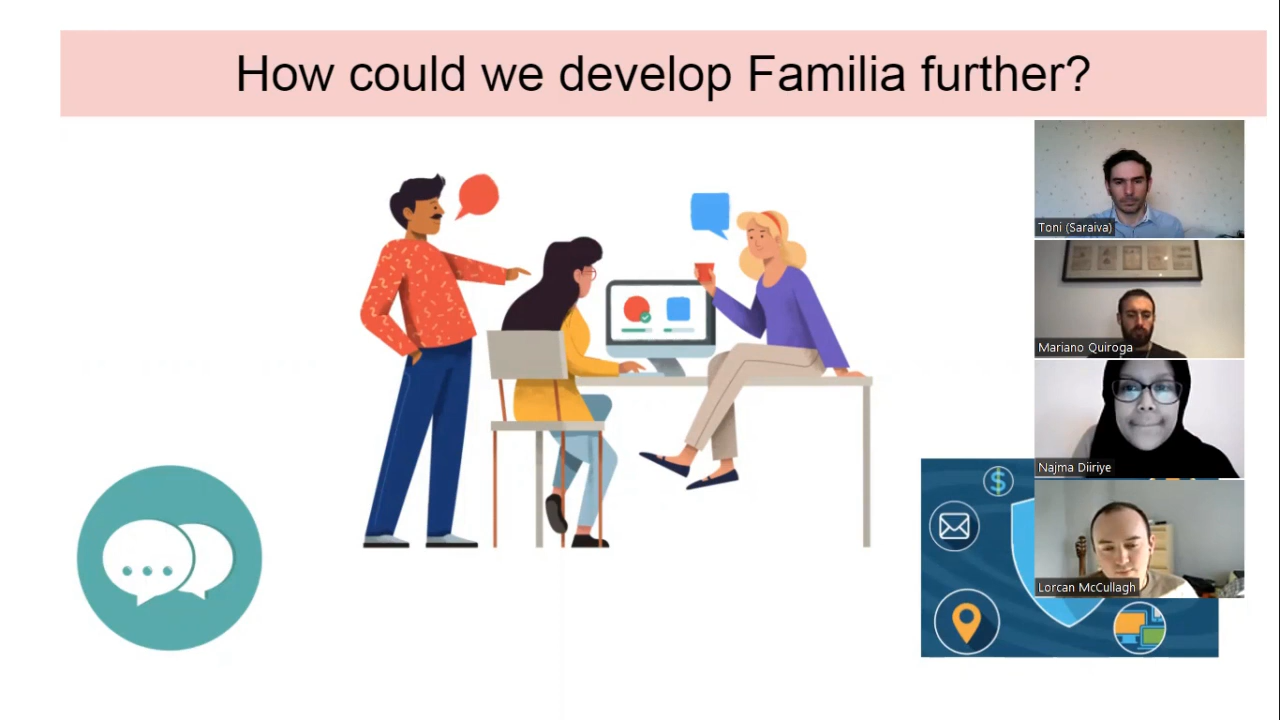 How could we develop Familia further?
Toni (Saraiva)
Mariano Quiroga
Najma Diiriye
$
Lorcan McCullagh